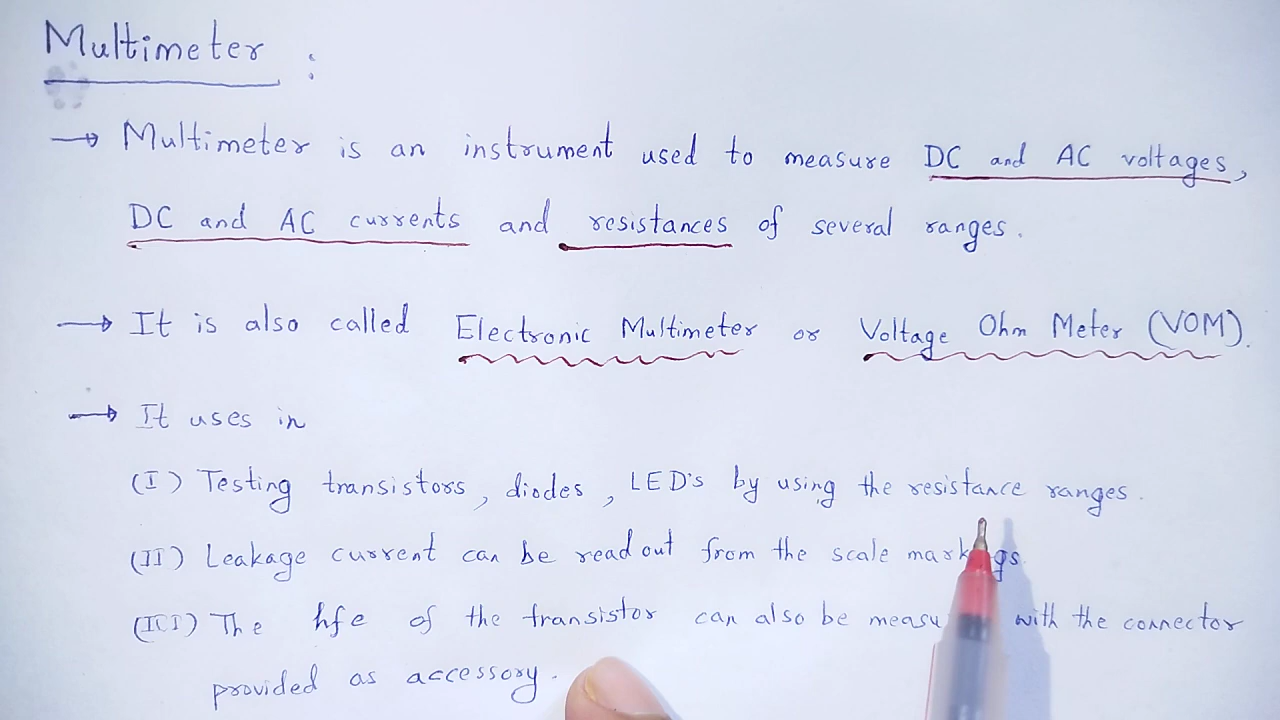 Multimeter :
→ Multimeter is an instrument used to measure DC and AC voltages,
DC and AC currents and resistances of several ranges.
→ It is also called Electronic Multimeter or Voltage Ohm Meter (VOM).
→ It uses in
(I) Testing transistors, diodes, LED's by using the resistance ranges.
(II) Leakage current can be read out from the scale markings
(III) The hfe of the transistor can also be measu with the connector
provided as accessory.